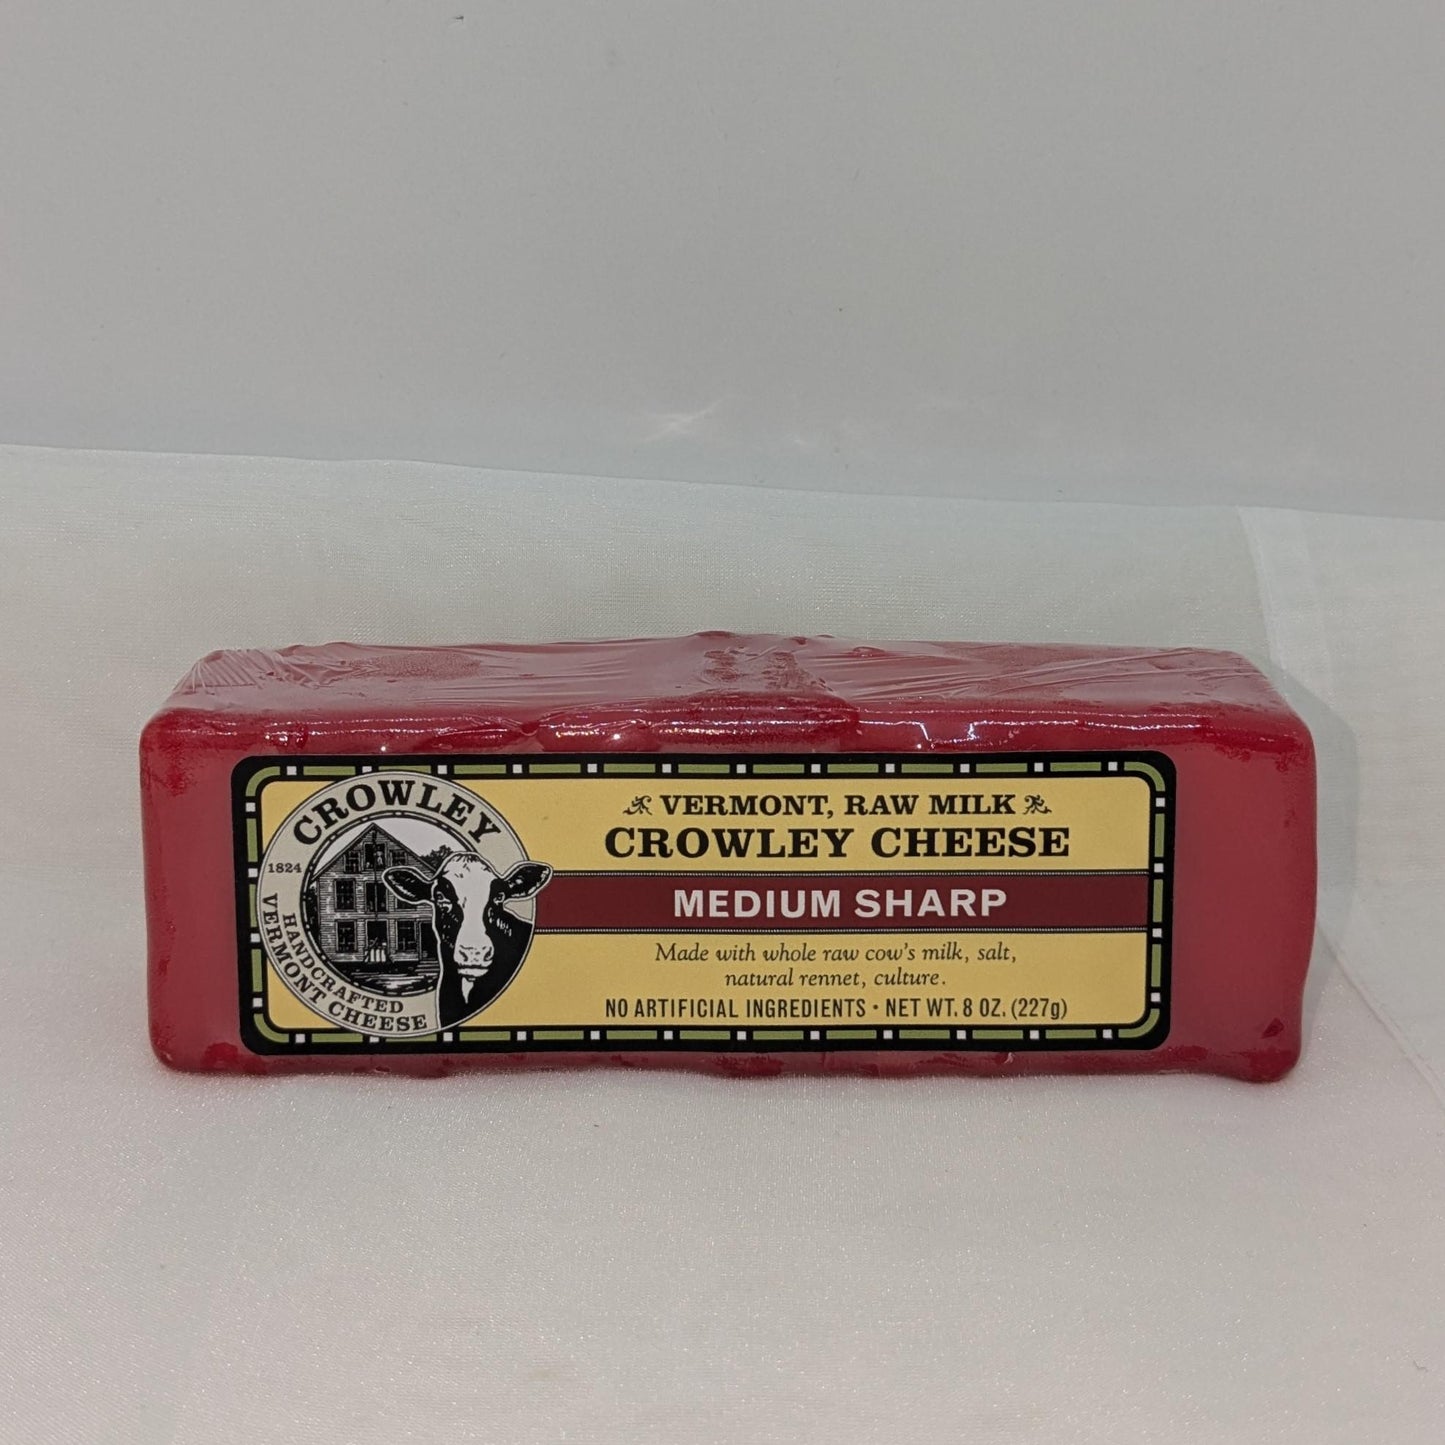 CROWLEY
1824
HANDCRAFTED
VERMONT CHEESE
VERMONT, RAW MILK
CROWLEY CHEESE
MEDIUM SHARP
Made with whole raw cow's milk, salt,
natural rennet, culture.
NO ARTIFICIAL INGREDIENTS • NET WT. 8 OZ. (227g)